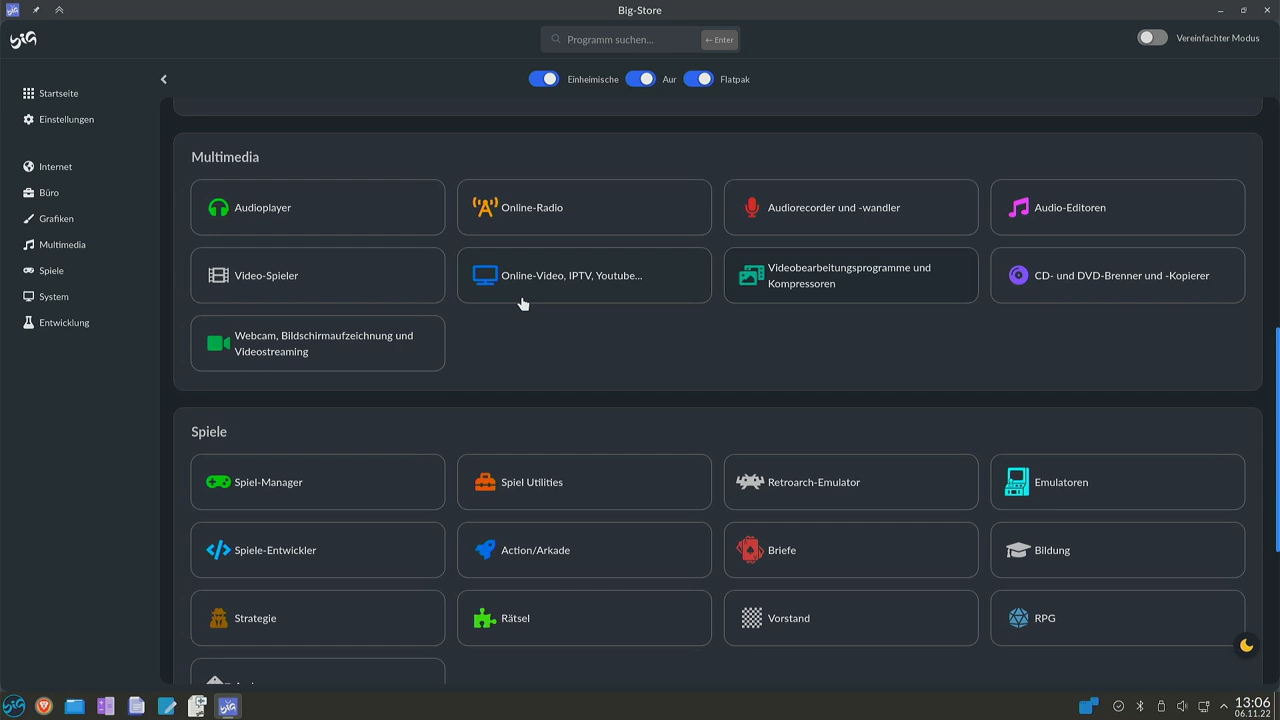 Big-Store
Programm suchen...
← Enter
Vereinfachter Modus
Einheimische
Aur
Flatpak
Startseite
Einstellungen
Internet
Büro
Grafiken
Multimedia
Spiele
System
Entwicklung
Multimedia
Audioplayer
Online-Radio
Audiorecorder und -wandler
Audio-Editoren
Video-Spieler
Online-Video, IPTV, Youtube...
Videobearbeitungsprogramme und
Kompressoren
CD- und DVD-Brenner und -Kopierer
Webcam, Bildschirmaufzeichnung und
Videostreaming
Spiele
Spiel-Manager
Spiel Utilities
Retroarch-Emulator
Emulatoren
Spiele-Entwickler
Action/Arkade
Briefe
Bildung
Strategie
Rätsel
Vorstand
RPG
13:06
06.11.22